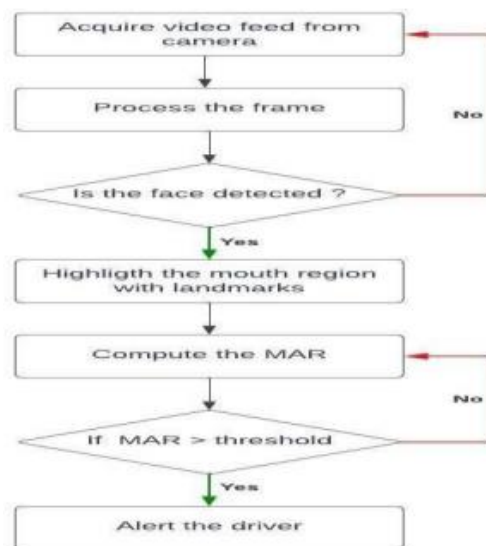 Acquire video feed from
camera
Process the frame
No
Is the face detected ?
Yes
Highligth the mouth region
with landmarks
Compute the MAR
No
If MAR > threshold
Yes
Alert the driver